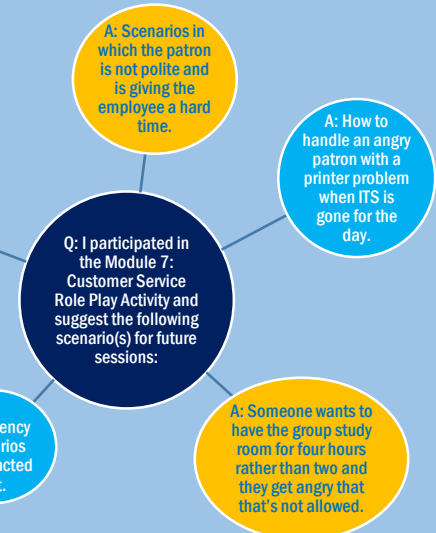 A: Scenarios in
which the patron
is not polite and
is giving the
employee a hard
time.
A: How to
handle an angry
patron with a
printer problem
when ITS is
gone for the
day.
Q: I participated in
the Module 7:
Customer Service
Role Play Activity and
suggest the following
scenario(s) for future
sessions:
A: Someone wants to
have the group study
room for four hours
rather than two and
they get angry that
that's not allowed.